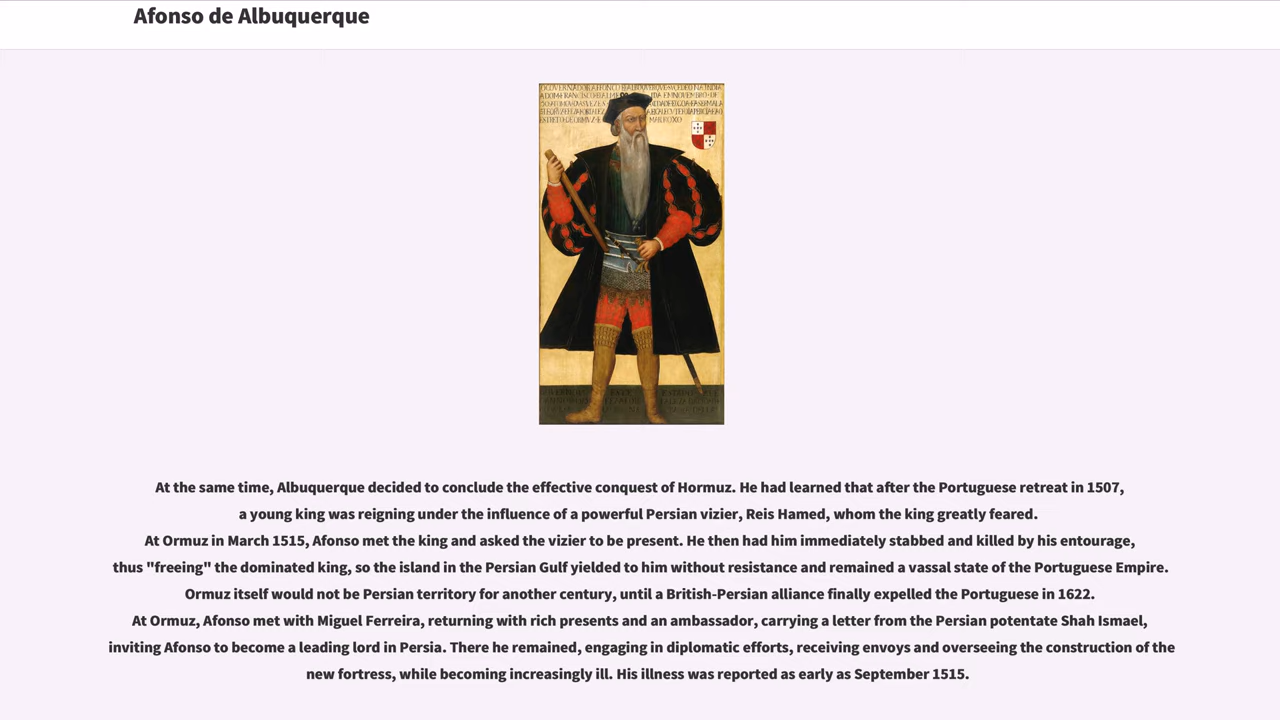 Afonso de Albuquerque
At the same time, Albuquerque decided to conclude the effective conquest of Hormuz. He had learned that after the Portuguese retreat in 1507,
a young king was reigning under the influence of a powerful Persian vizier, Reis Hamed, whom the king greatly feared.
At Ormuz in March 1515, Afonso met the king and asked the vizier to be present. He then had him immediately stabbed and killed by his entourage,
thus "freeing" the dominated king, so the island in the Persian Gulf yielded to him without resistance and remained a vassal state of the Portuguese Empire.
Ormuz itself would not be Persian territory for another century, until a British-Persian alliance finally expelled the Portuguese in 1622.
At Ormuz, Afonso met with Miguel Ferreira, returning with rich presents and an ambassador, carrying a letter from the Persian potentate Shah Ismael,
inviting Afonso to become a leading lord in Persia. There he remained, engaging in diplomatic efforts, receiving envoys and overseeing the construction of the
new fortress, while becoming increasingly ill. His illness was reported as early as September 1515.